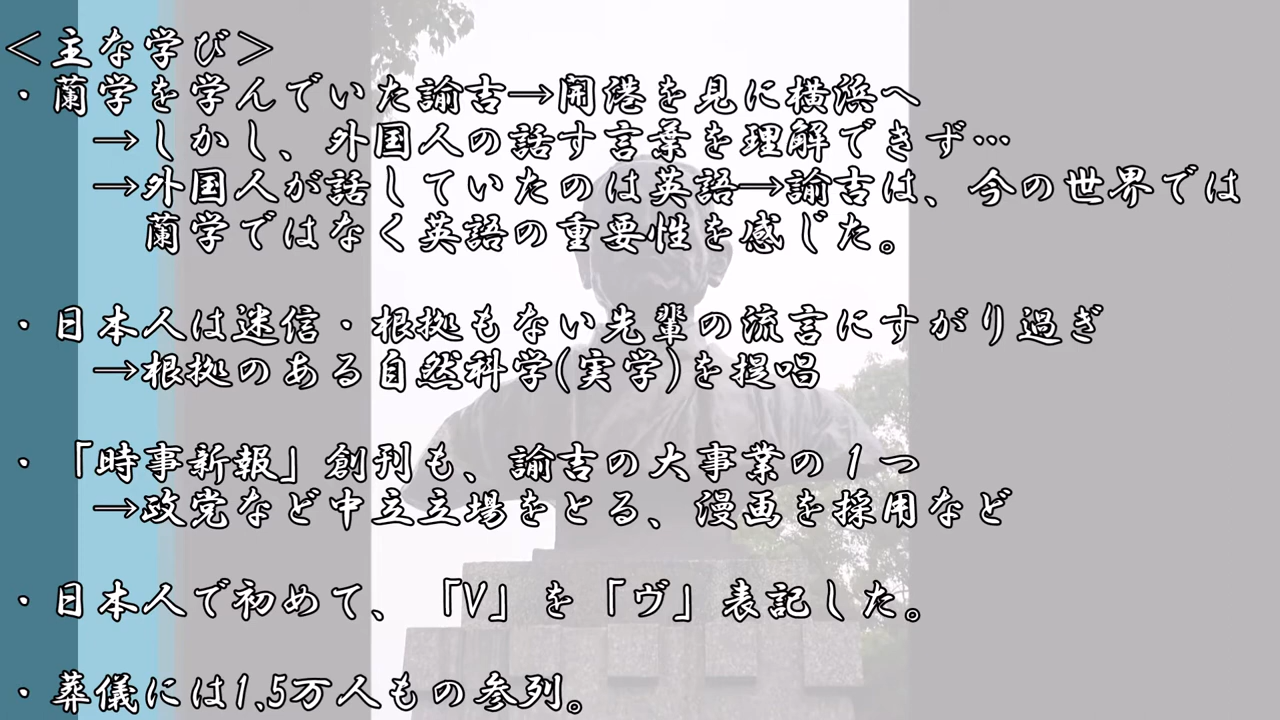 ＜主な学び＞
・蘭学を学んでいた諭吉→開港を見に横浜へ
→しかし、外国人の話す言葉を理解できず…
→外国人が話していたのは英語→諭吉は、今の世界では
蘭学ではなく英語の重要性を感じた。
・日本人は迷信・根拠もない先輩の流言にすがり過ぎ
→根拠のある自然科学(実学)を提唱
・「時事新報」創刊も、諭吉の大事業の１つ
→政党など中立立場をとる、漫画を採用など
・日本人で初めて、「V」を「ヴ」表記した。
・葬儀には1.5万人もの参列。